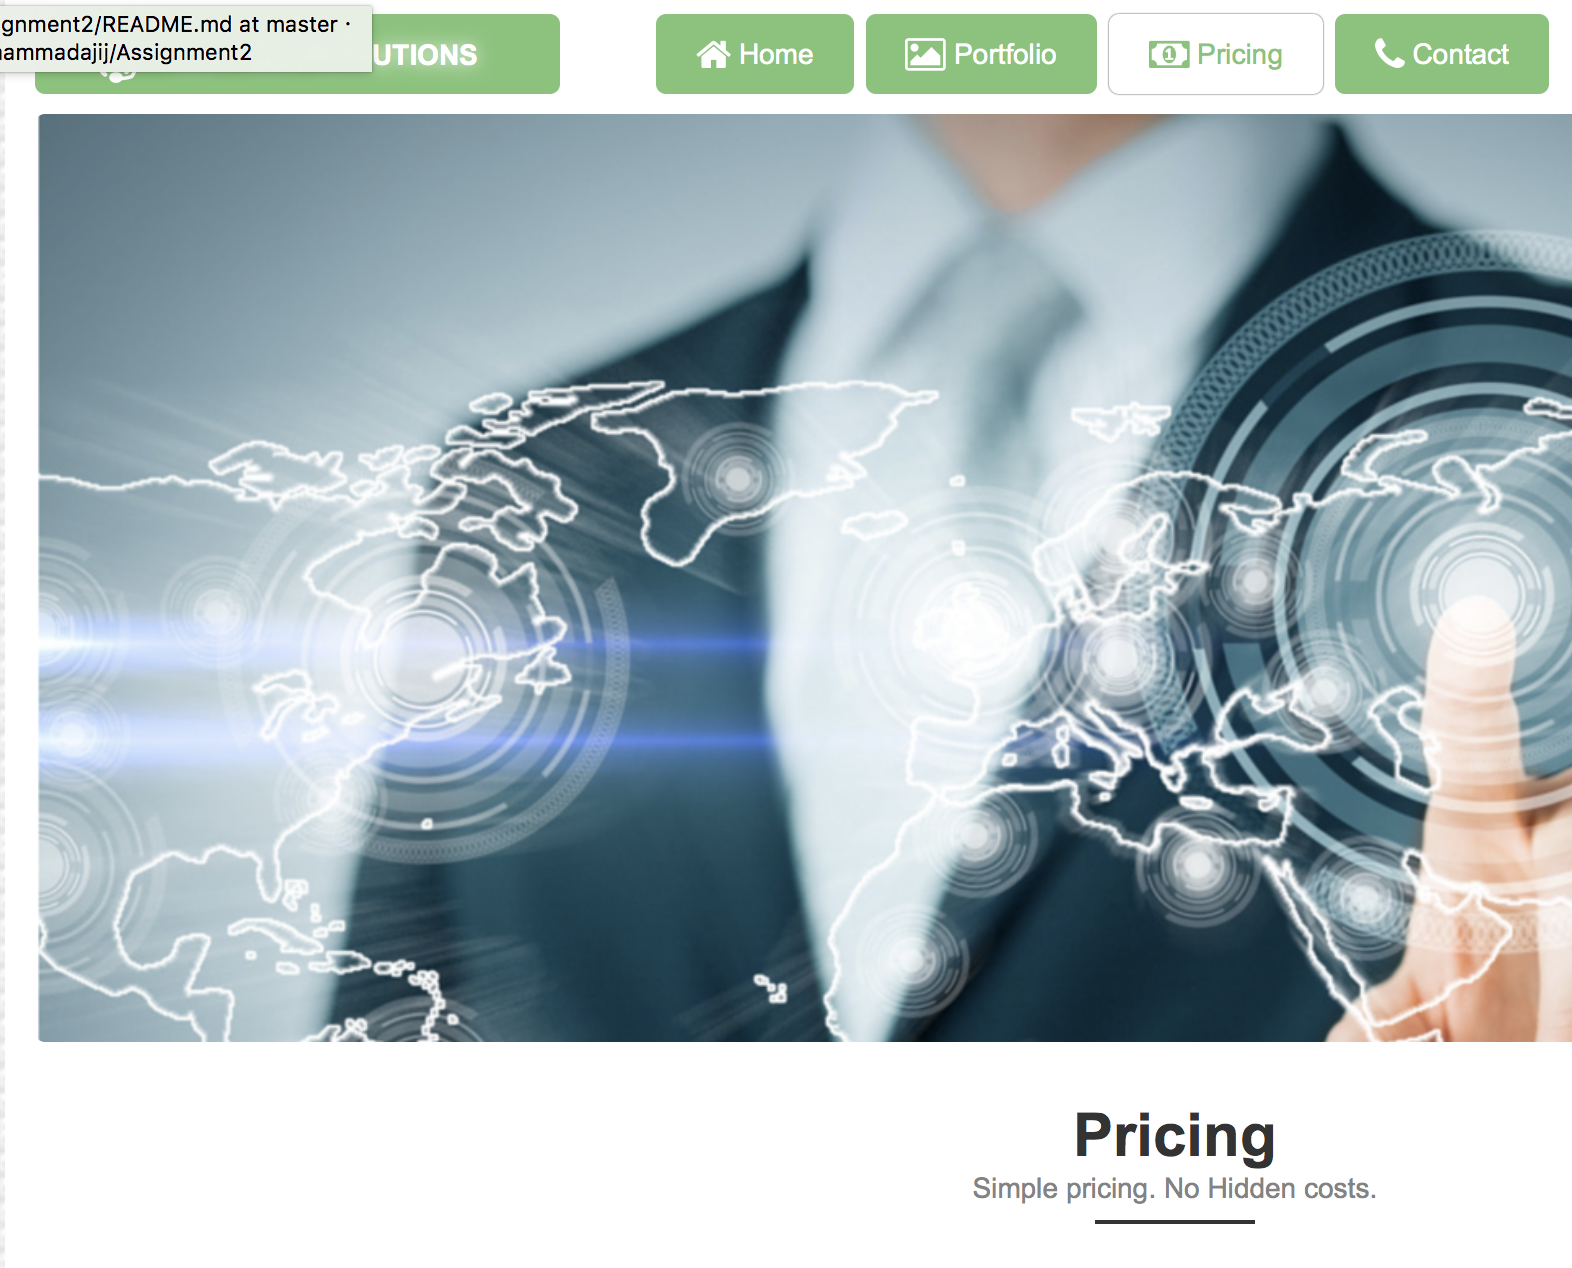 gnment2/README.md at master ·
ammadajij/Assignment2
UTIONS
Home
Portfolio
Pricing
Contact
Pricing
Simple pricing. No Hidden costs.